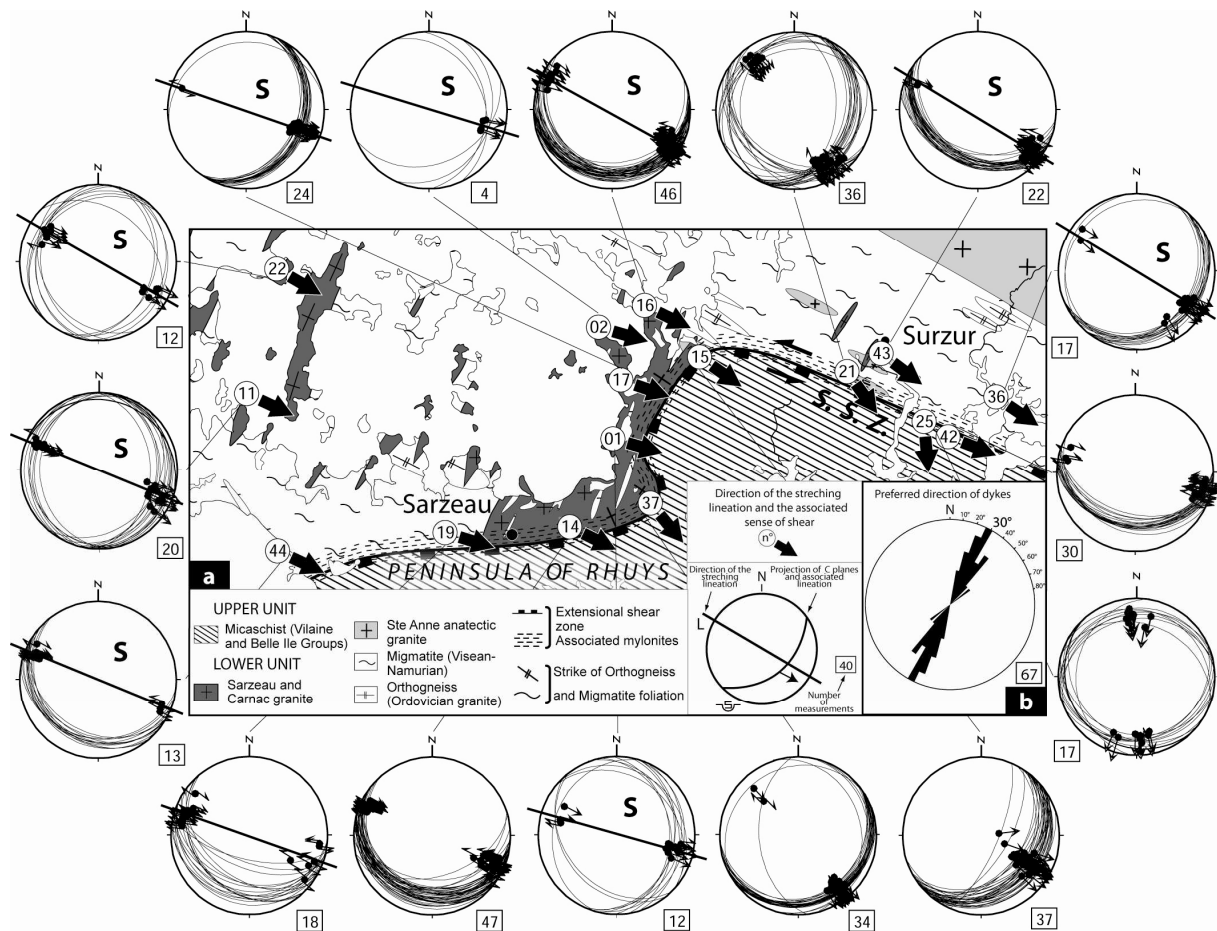 N
N
N
N
N
S
S
S
S
24
4
46
36
22
N
S
12
N
S
17
22
16
02
15
43
Surzur
21
17
S. S. Z.
36
11
25
42
01
N
20
N
30
Sarzeau
37
19
14
44
a
PENINSULA OF RHUYS
Direction of the streching
lineation and the associated
sense of shear
n°
Direction of the
streching
lineation
Projection of C planes
and associated
lineation
N
L
40
Number of
measurements
5
Preferred direction of dykes
N
10°
20°
30°
40°
50°
60°
70°
80°
67
b
UPPER UNIT
Micaschist (Vilaine
and Belle Ile Groups)
LOWER UNIT
Sarzeau and
Carnac granite
Ste Anne anatectic
granite
Migmatite (Visean-
Namurian)
Orthogneiss
(Ordovician granite)
Extensional shear
zone
Associated mylonites
Strike of Orthogneiss
and Migmatite foliation
N
S
13
N
17
N
N
N
N
N
S
18
47
12
34
37